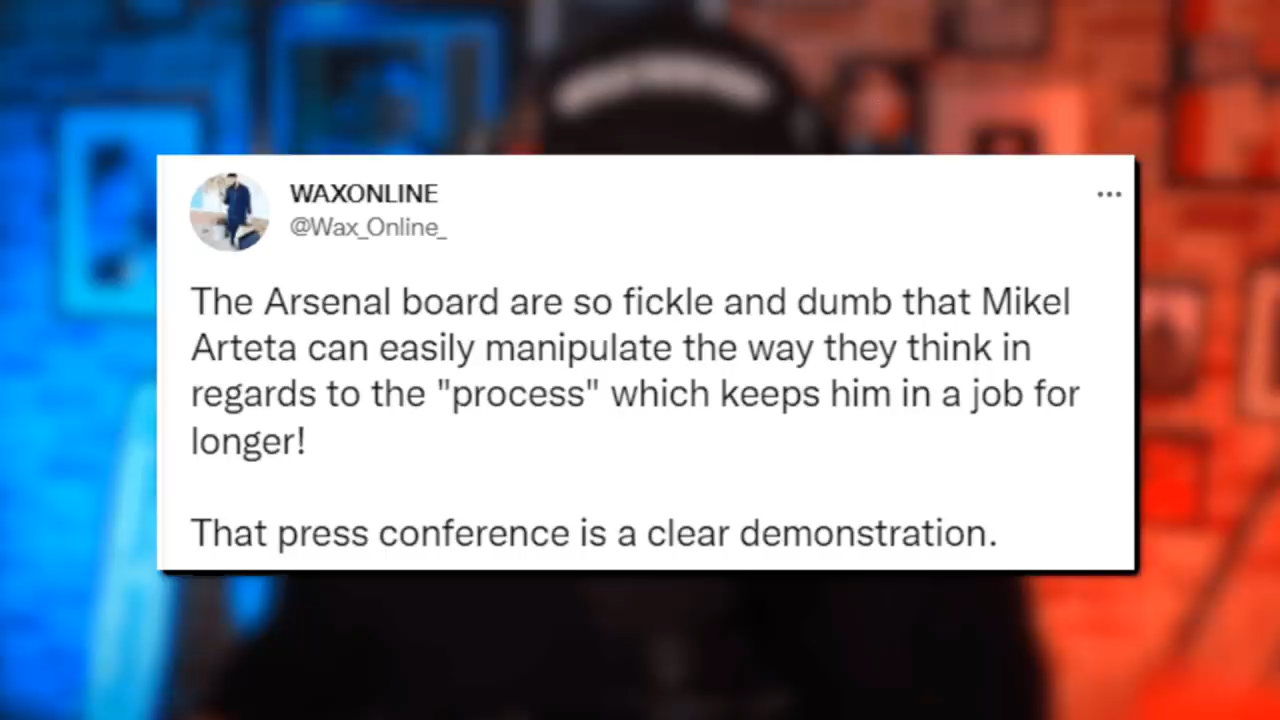 WAXONLINE
@Wax_Online_
The Arsenal board are so fickle and dumb that Mikel
Arteta can easily manipulate the way they think in
regards to the "process" which keeps him in a job for
longer!
That press conference is a clear demonstration.